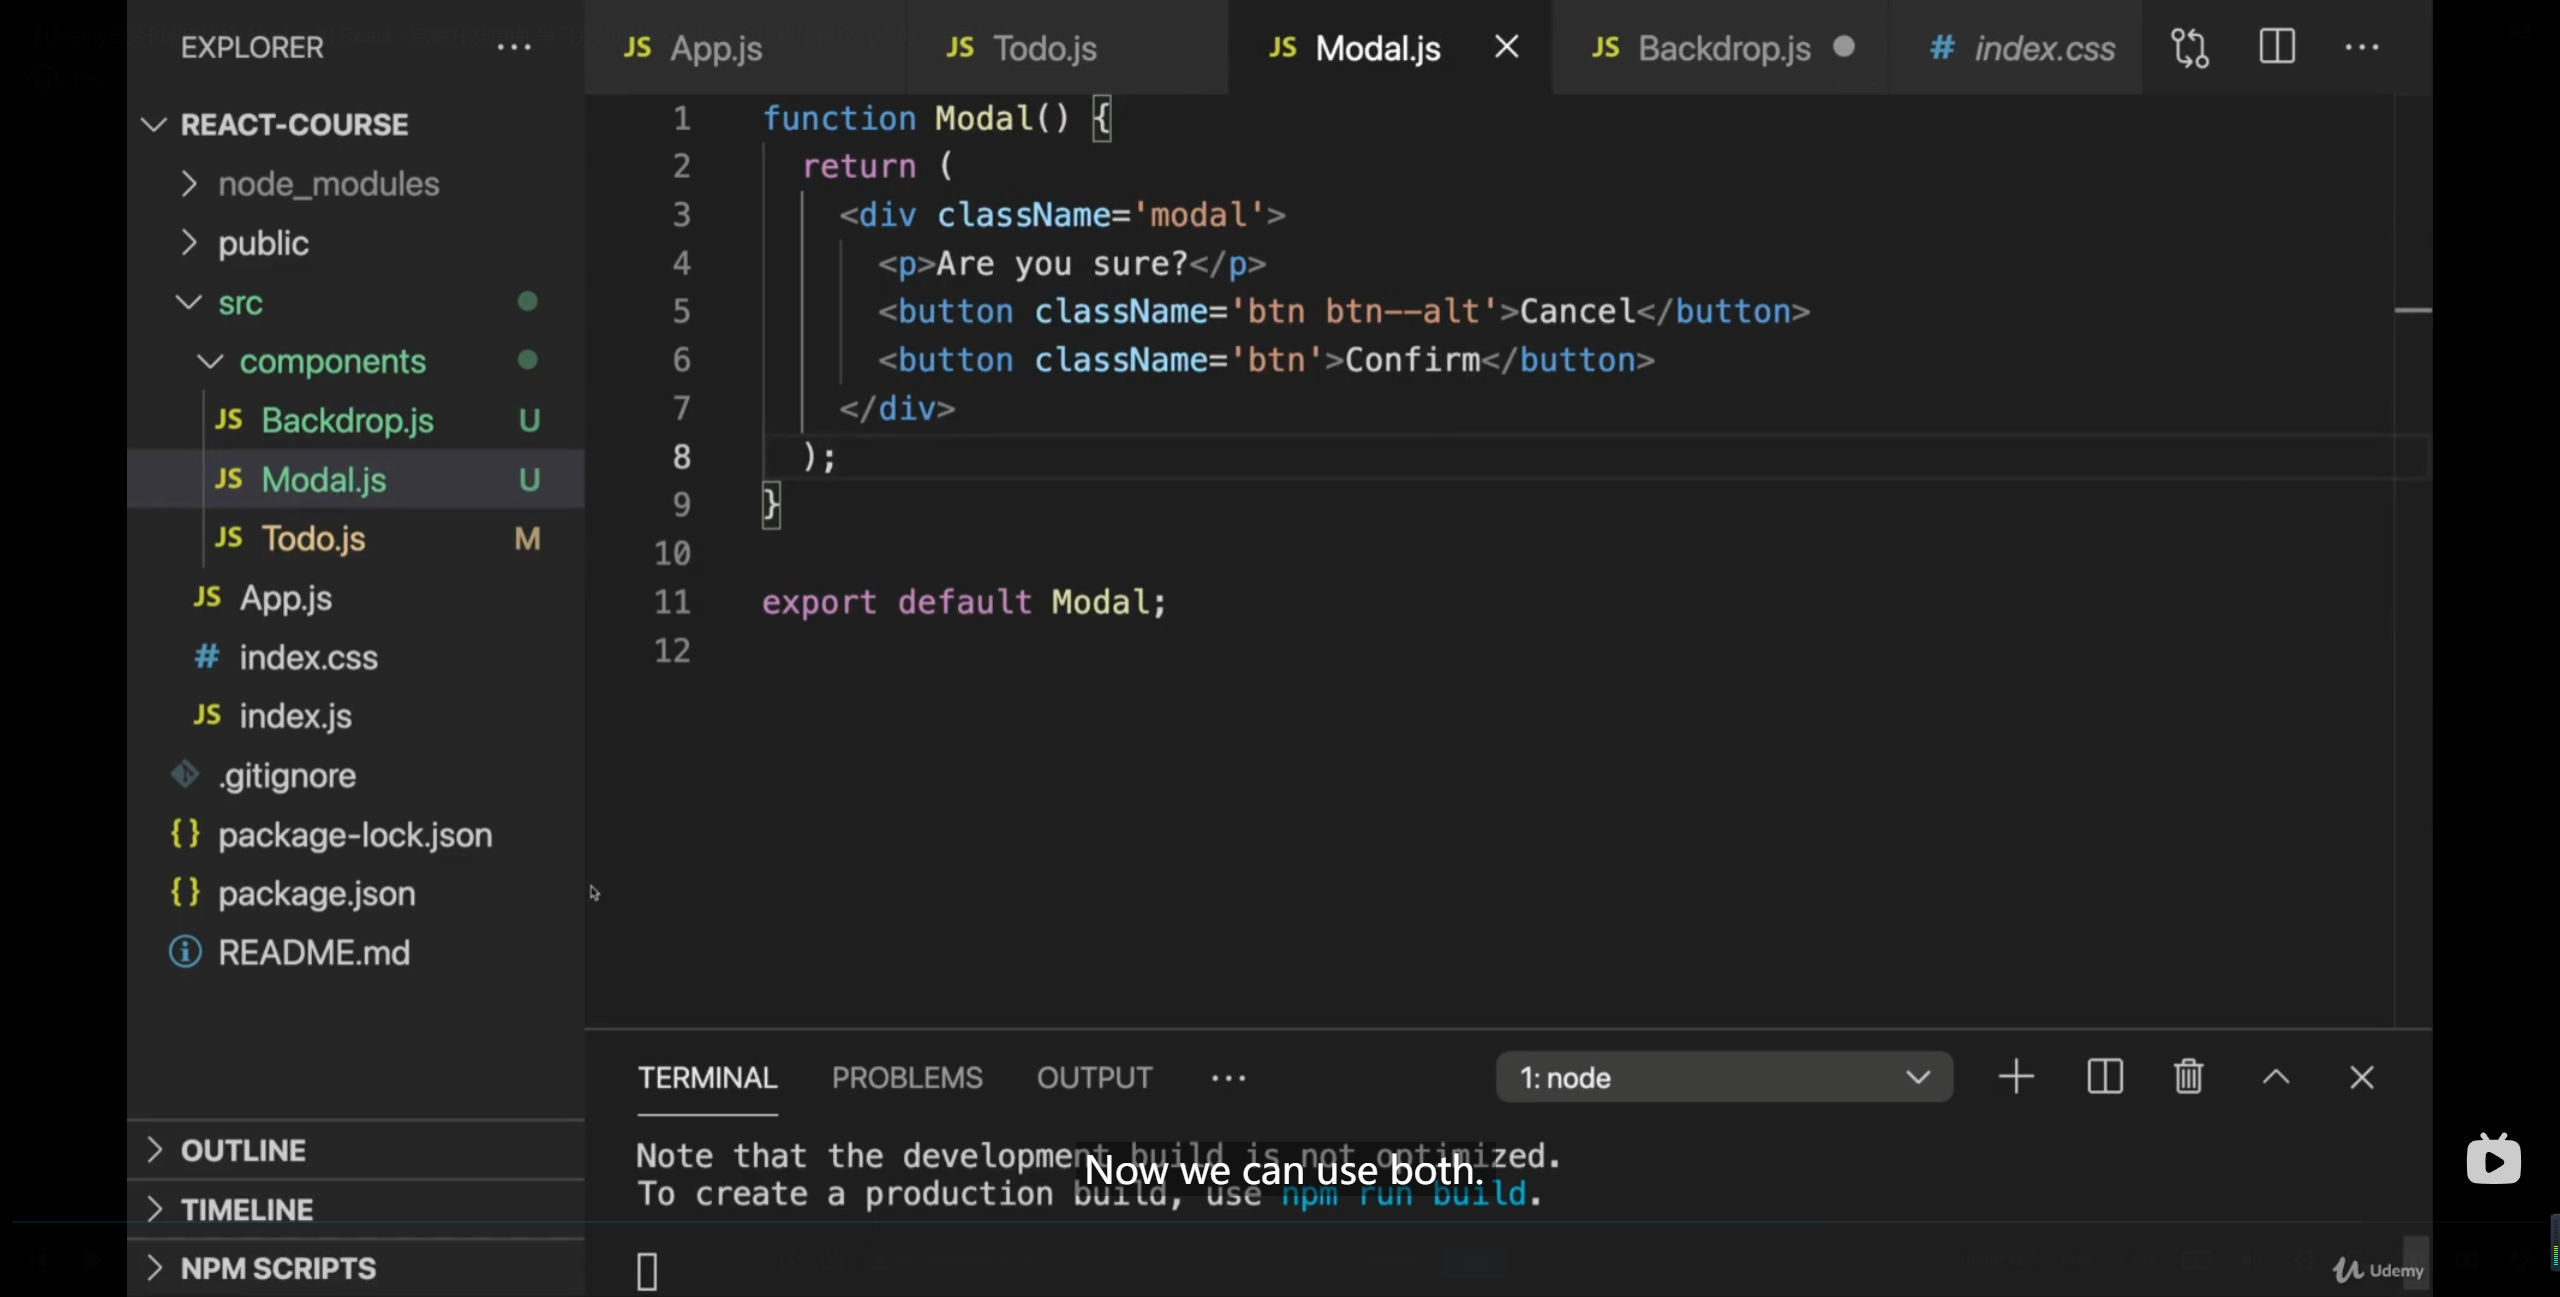 EXPLORER ...
JS App.js
JS Todo.js
JS Modal.js
JS Backdrop.js
# index.css
REACT-COURSE
node_modules
public
src
components
JS Backdrop.js U
JS Modal.js U
JS Todo.js M
JS App.js
# index.css
JS index.js
.gitignore
{} package-lock.json
{} package.json
README.md
OUTLINE
TIMELINE
NPM SCRIPTS
1 function Modal() {
2 return (
3 <div className='modal'>
4 <p>Are you sure?</p>
5 <button className='btn btn--alt'>Cancel</button>
6 <button className='btn'>Confirm</button>
7 </div>
8 );
9 }
10
11 export default Modal;
12
TERMINAL PROBLEMS OUTPUT ...
1: node
Note that the development build is not optimized.
To create a production build, use npm run build.
Now we can use both.
Udemy